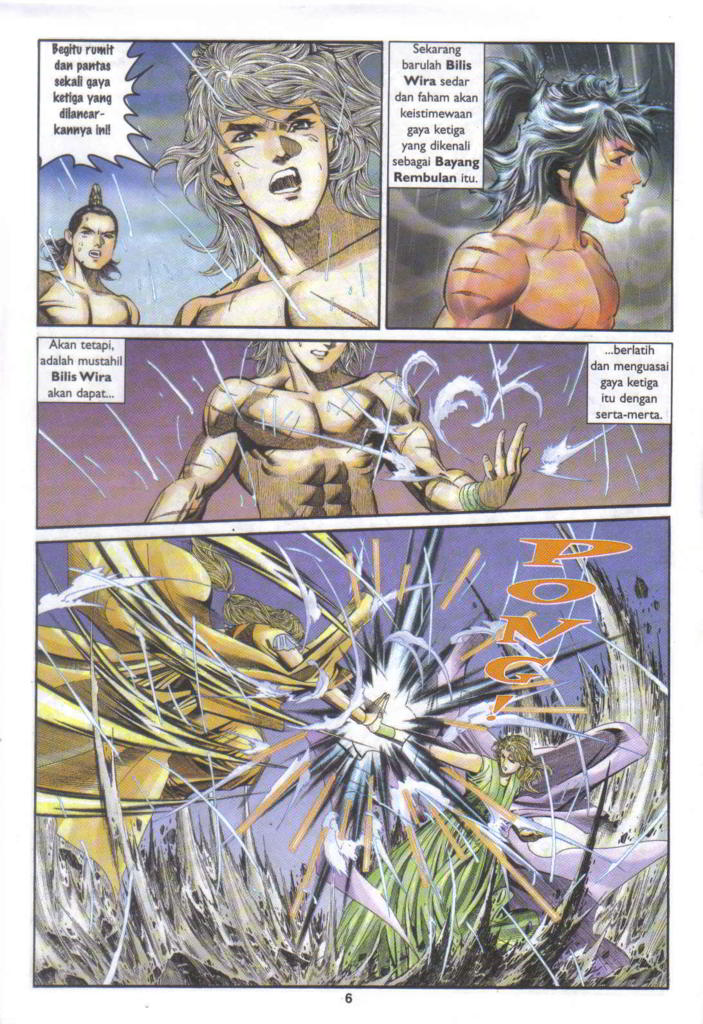 Begitu rumit
dan pantas
sekali gaya
ketiga yang
dilancar-
kannya ini!
Sekarang
barulah Bilis
Wira sedar
dan faham akan
keistimewaan
gaya ketiga
yang dikenali
sebagai Bayang
Rembulan itu.
Akan tetapi,
adalah mustahil
Bilis Wira
akan dapat...
...berlatih
dan menguasai
gaya ketiga
itu dengan
serta-merta.
PONG!
6